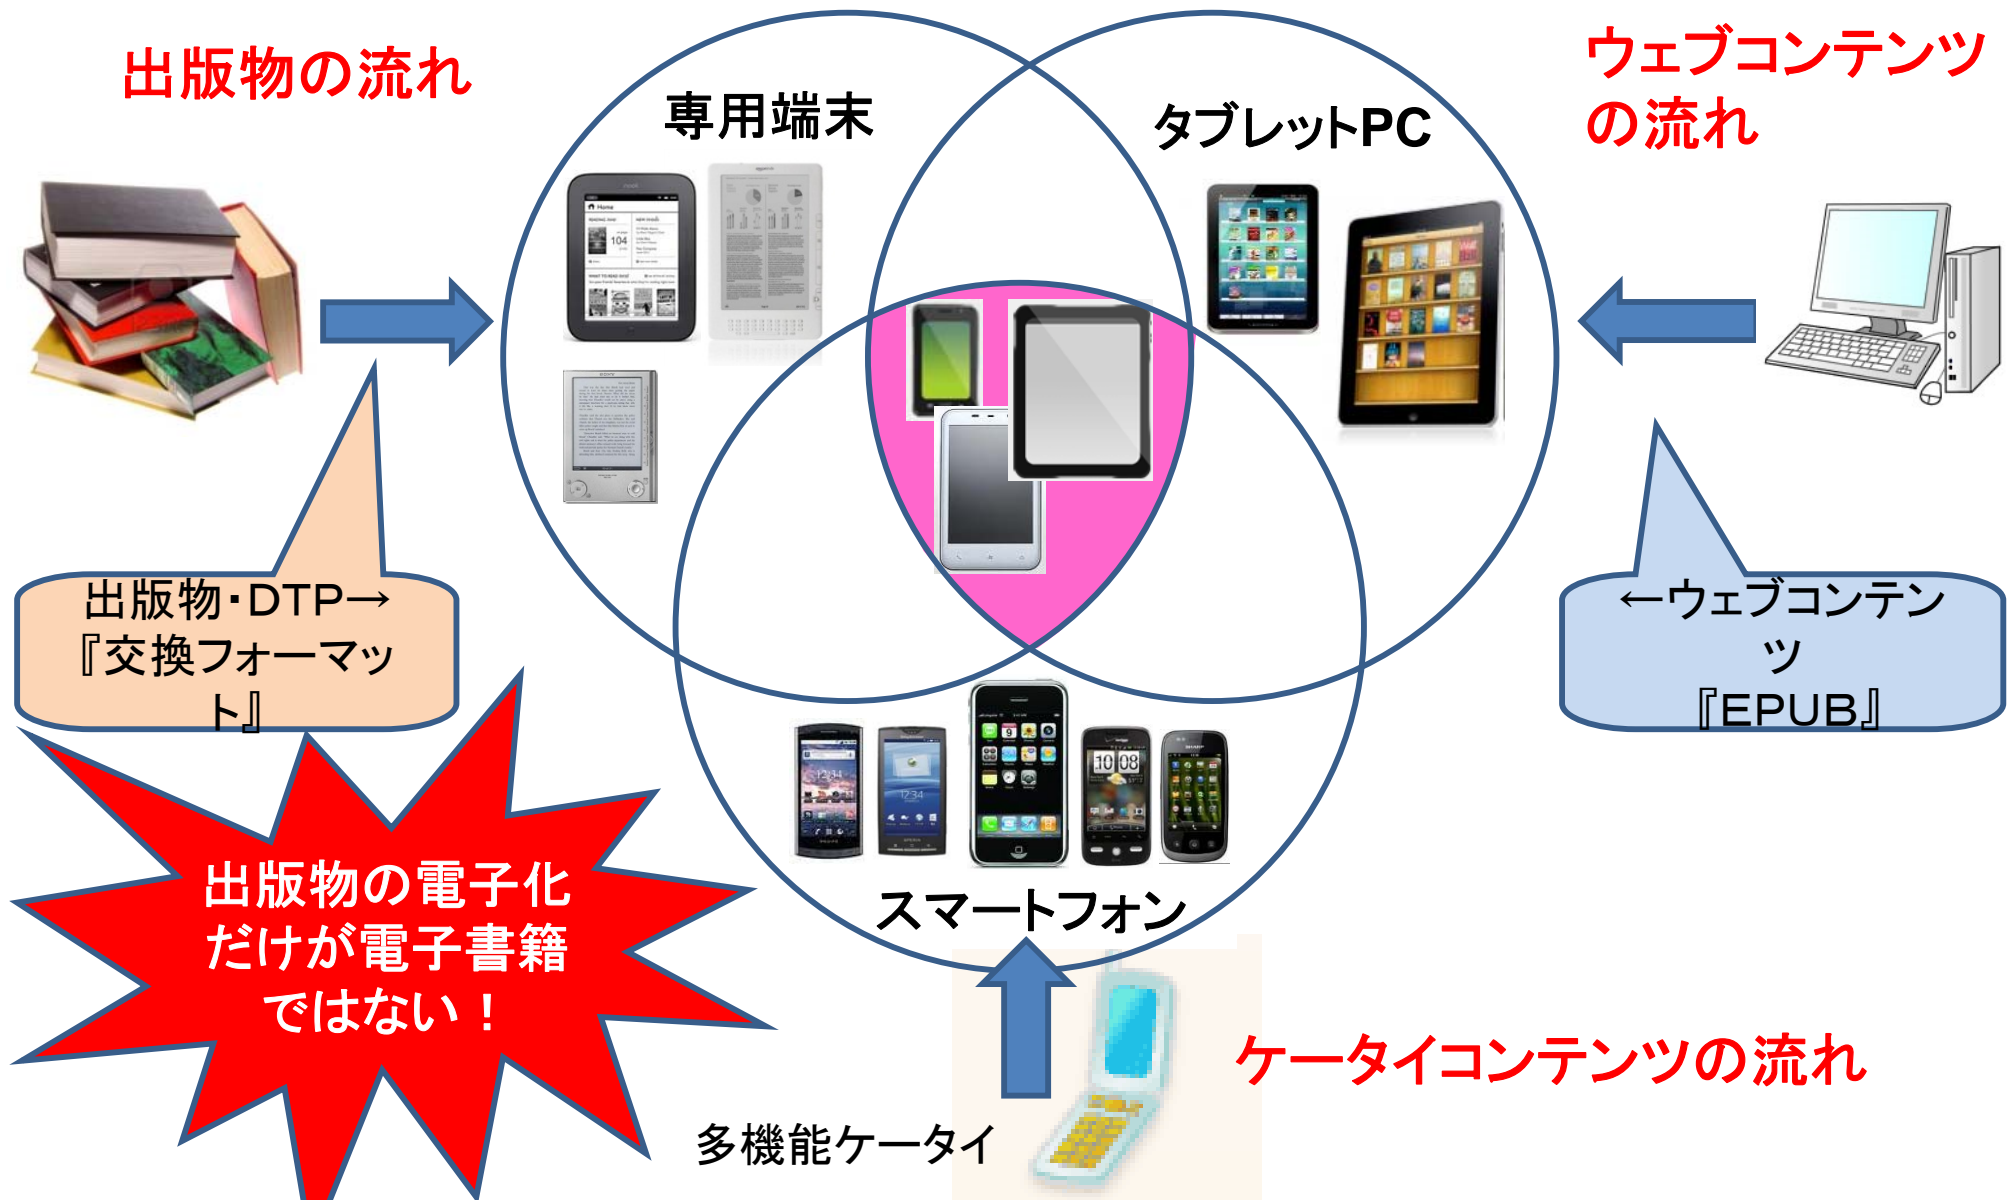 出版物の流れ
ウェブコンテンツ
の流れ
専用端末
タブレットPC
出版物・DTP→
『交換フォーマッ
ト』
←ウェブコンテン
ツ
『EPUB』
出版物の電子化
だけが電子書籍
ではない！
スマートフォン
ケータイコンテンツの流れ
多機能ケータイ